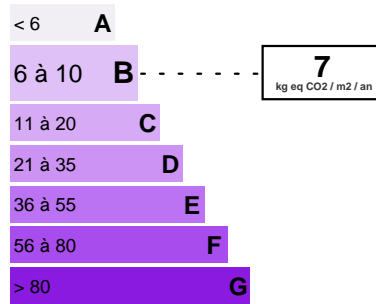 < 6 A
6 à 10 B
7
kg eq CO2 / m2 / an
11 à 20 C
21 à 35 D
36 à 55 E
56 à 80 F
> 80 G